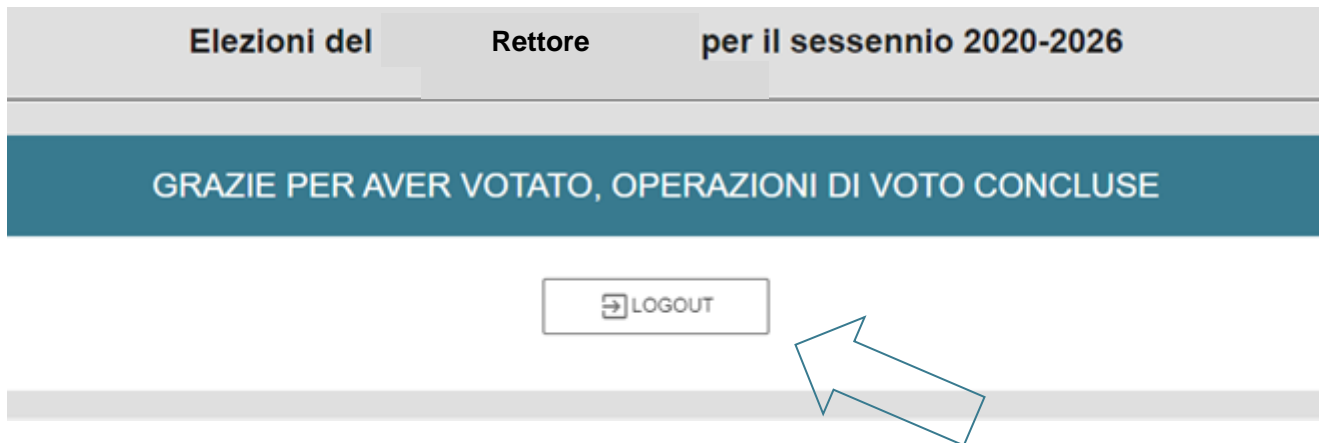 Elezioni del Rettore per il sessennio 2020-2026
GRAZIE PER AVER VOTATO, OPERAZIONI DI VOTO CONCLUSE
LOGOUT